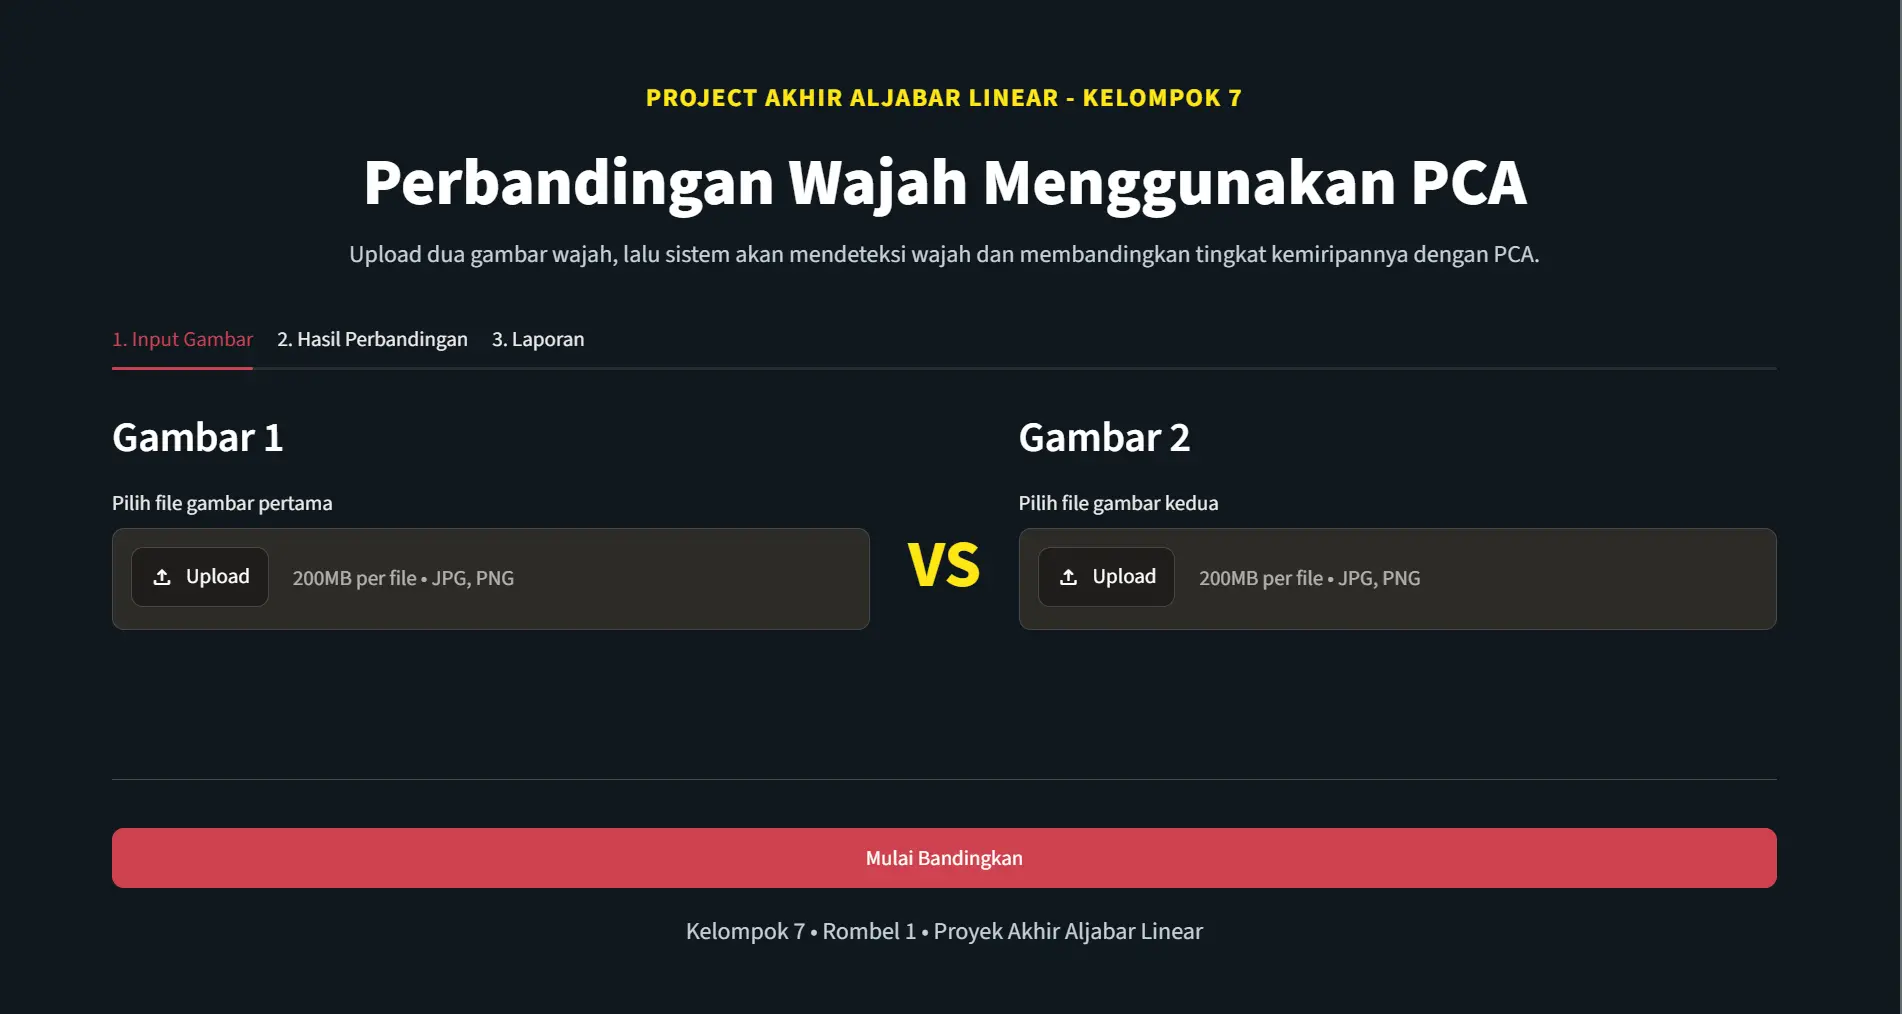 PROJECT AKHIR ALJABAR LINEAR - KELOMPOK 7
Perbandingan Wajah Menggunakan PCA
Upload dua gambar wajah, lalu sistem akan mendeteksi wajah dan membandingkan tingkat kemiripannya dengan PCA.
1. Input Gambar 2. Hasil Perbandingan 3. Laporan
Gambar 1
Pilih file gambar pertama
Upload 200MB per file • JPG, PNG
VS
Gambar 2
Pilih file gambar kedua
Upload 200MB per file • JPG, PNG
Mulai Bandingkan
Kelompok 7 • Rombel 1 • Proyek Akhir Aljabar Linear